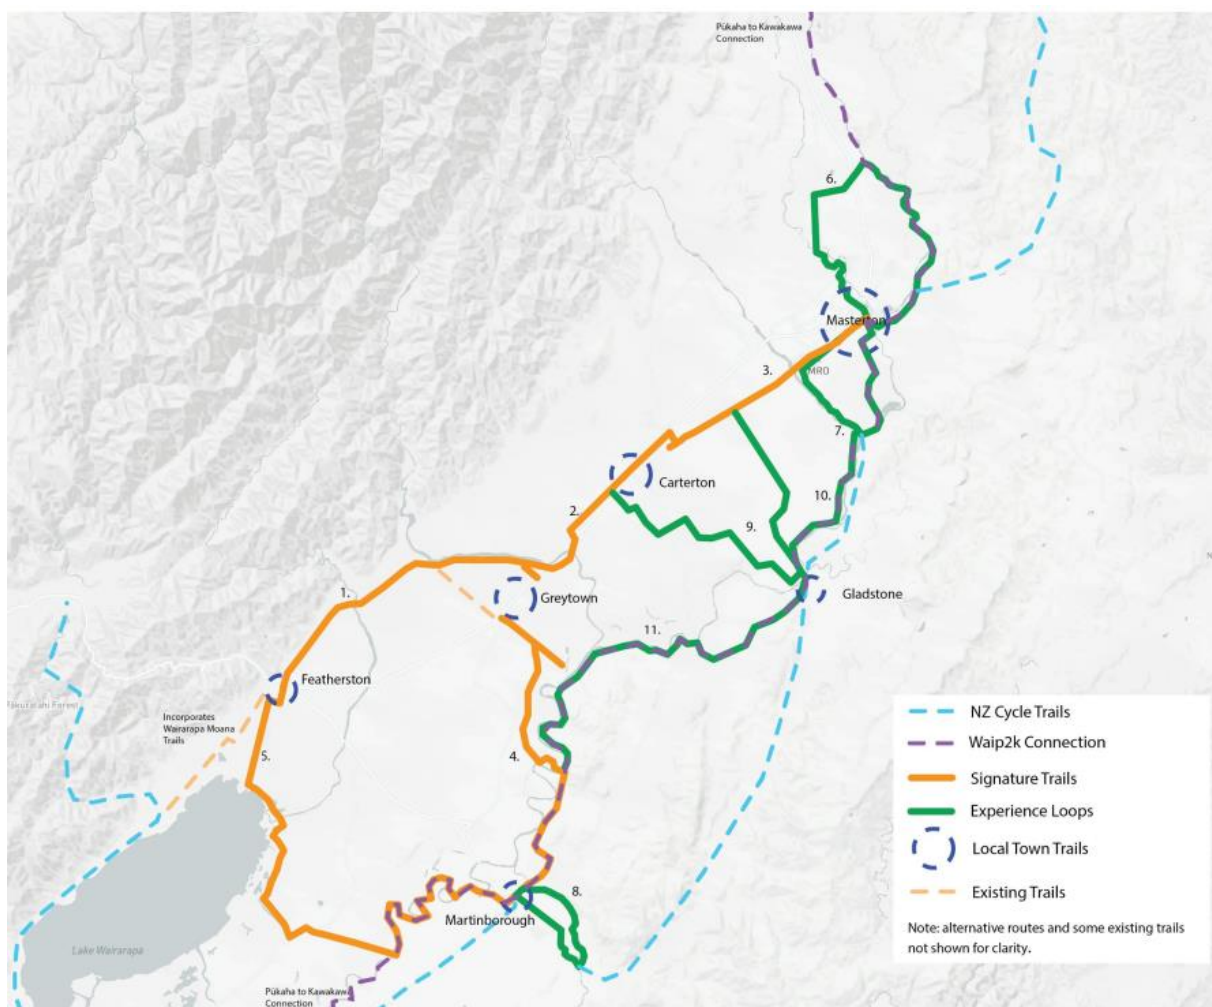 Pūkaha to Kawakawa
Connection
6.
Masterton
3.
MRO
7.
Carterton
10.
2.
9.
1.
Greytown
Gladstone
11.
Featherston
Incorporates
Wairarapa Moana
Trails
5.
4.
8.
Martinborough
Lake Wairarapa
Pūkaha to Kawakawa
Connection
NZ Cycle Trails
Waip2k Connection
Signature Trails
Experience Loops
Local Town Trails
Existing Trails
Note: alternative routes and some existing trails
not shown for clarity.